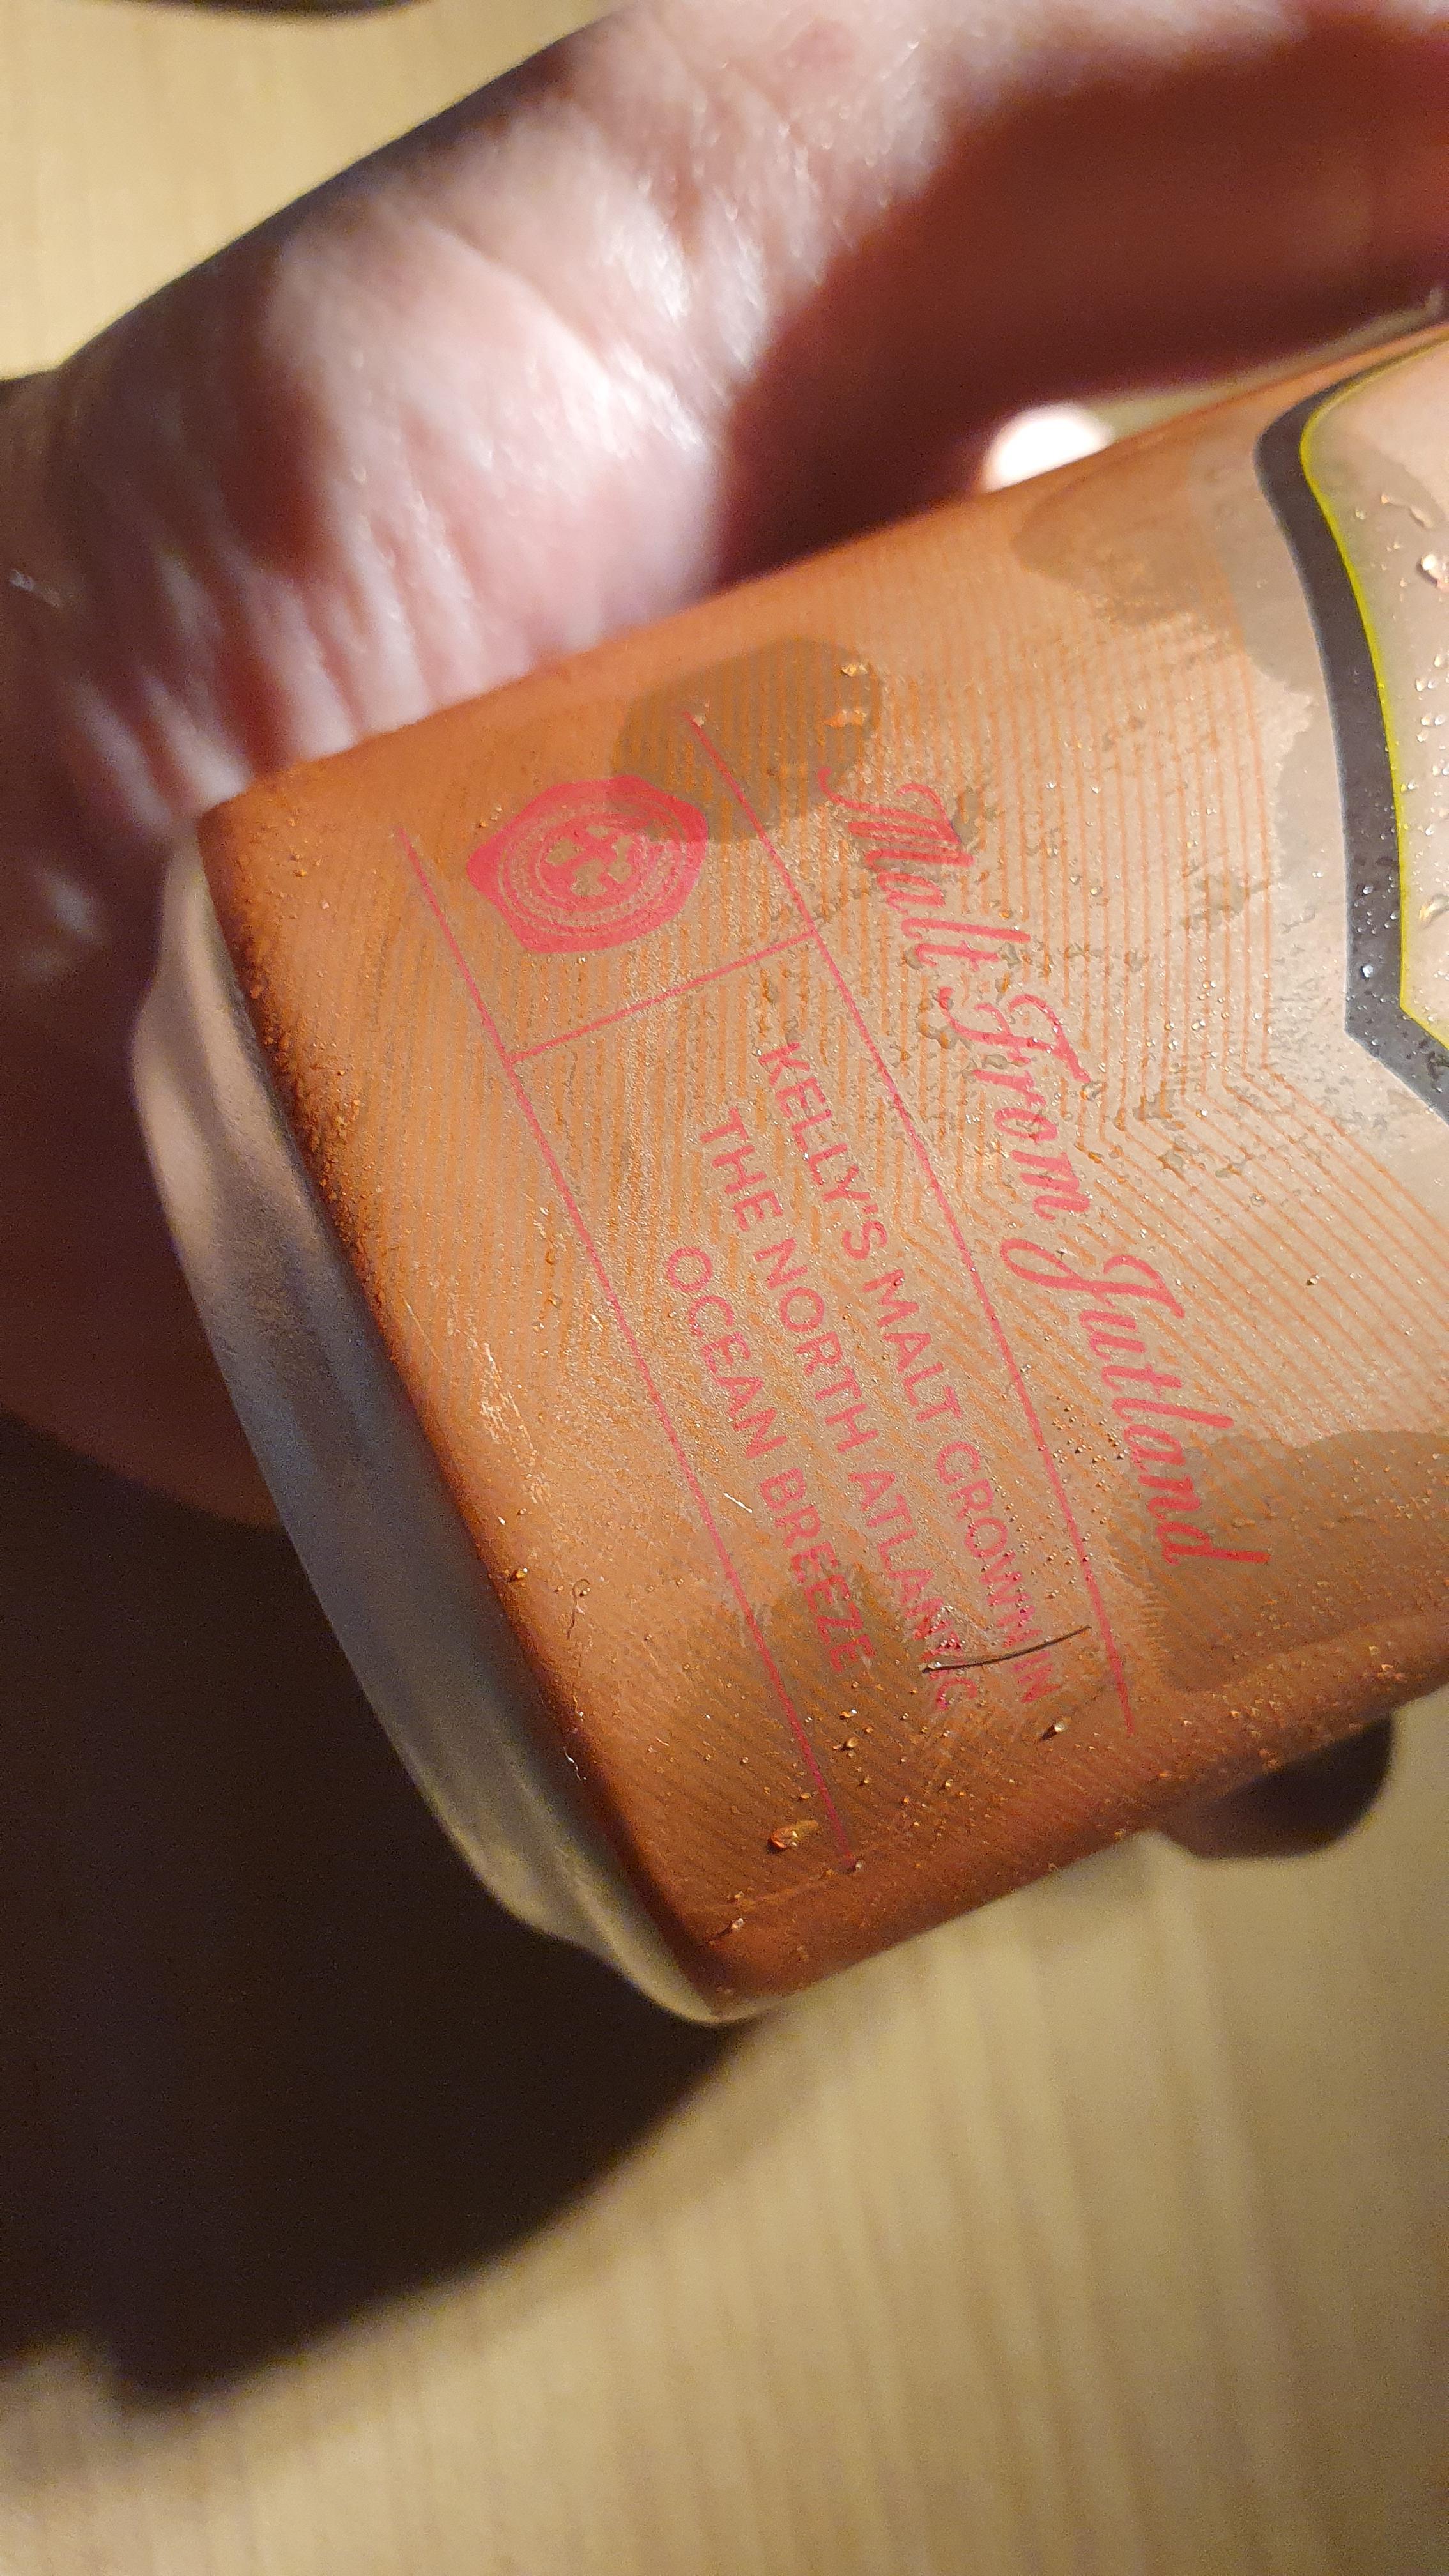 Malt From Jutland
KELLY'S MALT GROWN IN
THE NORTH ATLANTIC
OCEAN BREEZE